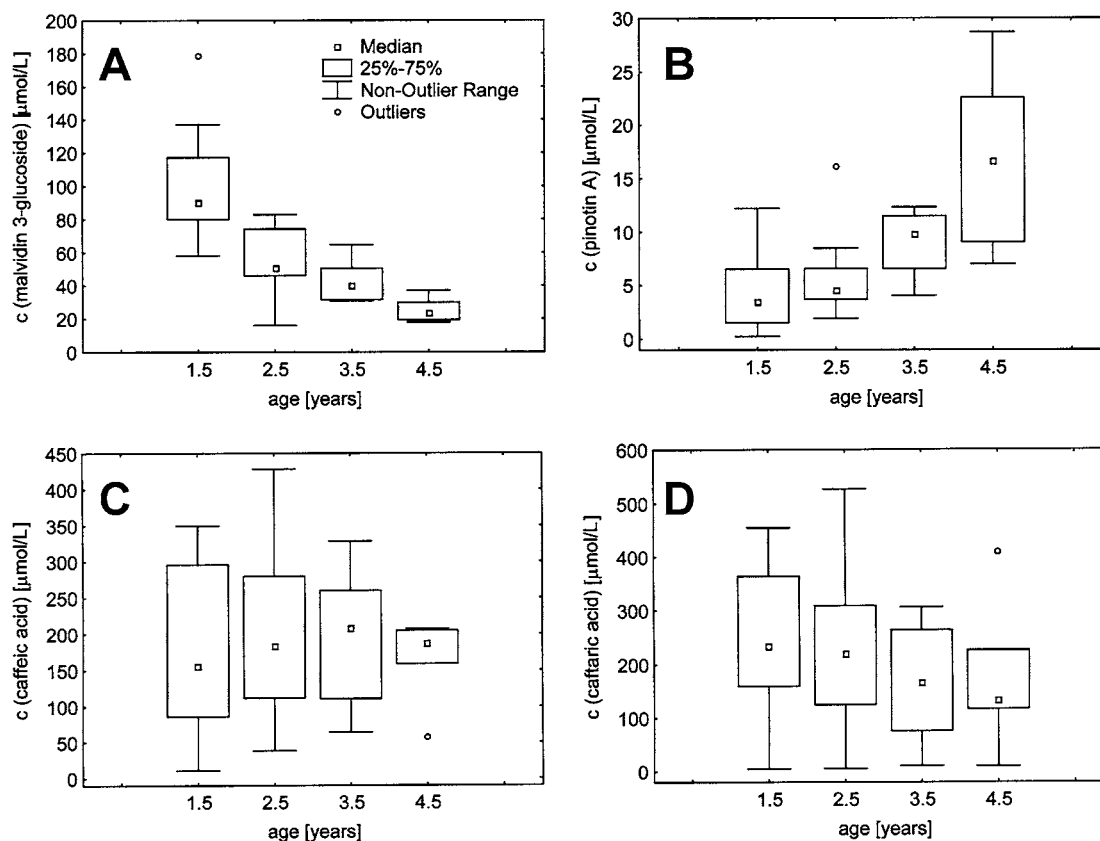 A
c (malvidin 3-glucoside) [μmol/L]
200
180
160
140
120
100
80
60
40
20
0
Median
25%-75%
Non-Outlier Range
Outliers
1.5 2.5 3.5 4.5
age [years]
B
c (pinotin A) [μmol/L]
30
25
20
15
10
5
0
1.5 2.5 3.5 4.5
age [years]
C
c (caffeic acid) [μmol/L]
450
400
350
300
250
200
150
100
50
0
1.5 2.5 3.5 4.5
age [years]
D
c (caftaric acid) [μmol/L]
600
500
400
300
200
100
0
1.5 2.5 3.5 4.5
age [years]